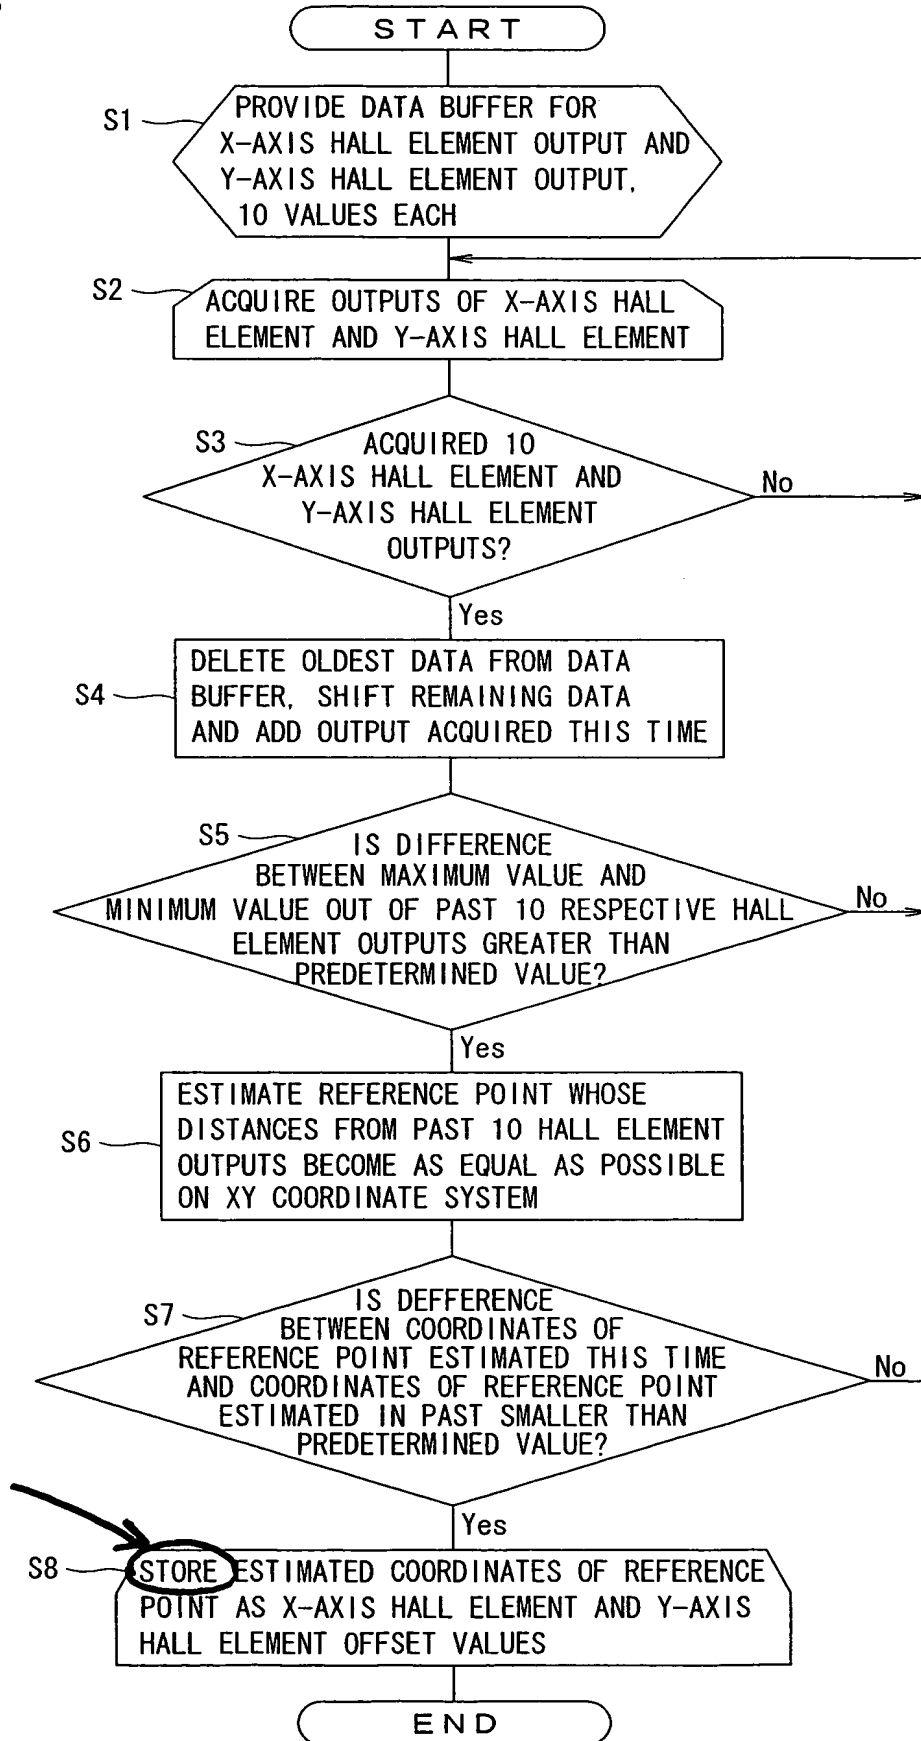 START
S1
PROVIDE DATA BUFFER FOR
X-AXIS HALL ELEMENT OUTPUT AND
Y-AXIS HALL ELEMENT OUTPUT,
10 VALUES EACH
S2
ACQUIRE OUTPUTS OF X-AXIS HALL
ELEMENT AND Y-AXIS HALL ELEMENT
S3
ACQUIRED 10
X-AXIS HALL ELEMENT AND
Y-AXIS HALL ELEMENT
OUTPUTS?
No
Yes
S4
DELETE OLDEST DATA FROM DATA
BUFFER, SHIFT REMAINING DATA
AND ADD OUTPUT ACQUIRED THIS TIME
S5
IS DIFFERENCE
BETWEEN MAXIMUM VALUE AND
MINIMUM VALUE OUT OF PAST 10 RESPECTIVE HALL
ELEMENT OUTPUTS GREATER THAN
PREDETERMINED VALUE?
No
Yes
S6
ESTIMATE REFERENCE POINT WHOSE
DISTANCES FROM PAST 10 HALL ELEMENT
OUTPUTS BECOME AS EQUAL AS POSSIBLE
ON XY COORDINATE SYSTEM
S7
IS DEFFERENCE
BETWEEN COORDINATES OF
REFERENCE POINT ESTIMATED THIS TIME
AND COORDINATES OF REFERENCE POINT
ESTIMATED IN PAST SMALLER THAN
PREDETERMINED VALUE?
No
Yes
S8
STORE ESTIMATED COORDINATES OF REFERENCE
POINT AS X-AXIS HALL ELEMENT AND Y-AXIS
HALL ELEMENT OFFSET VALUES
END